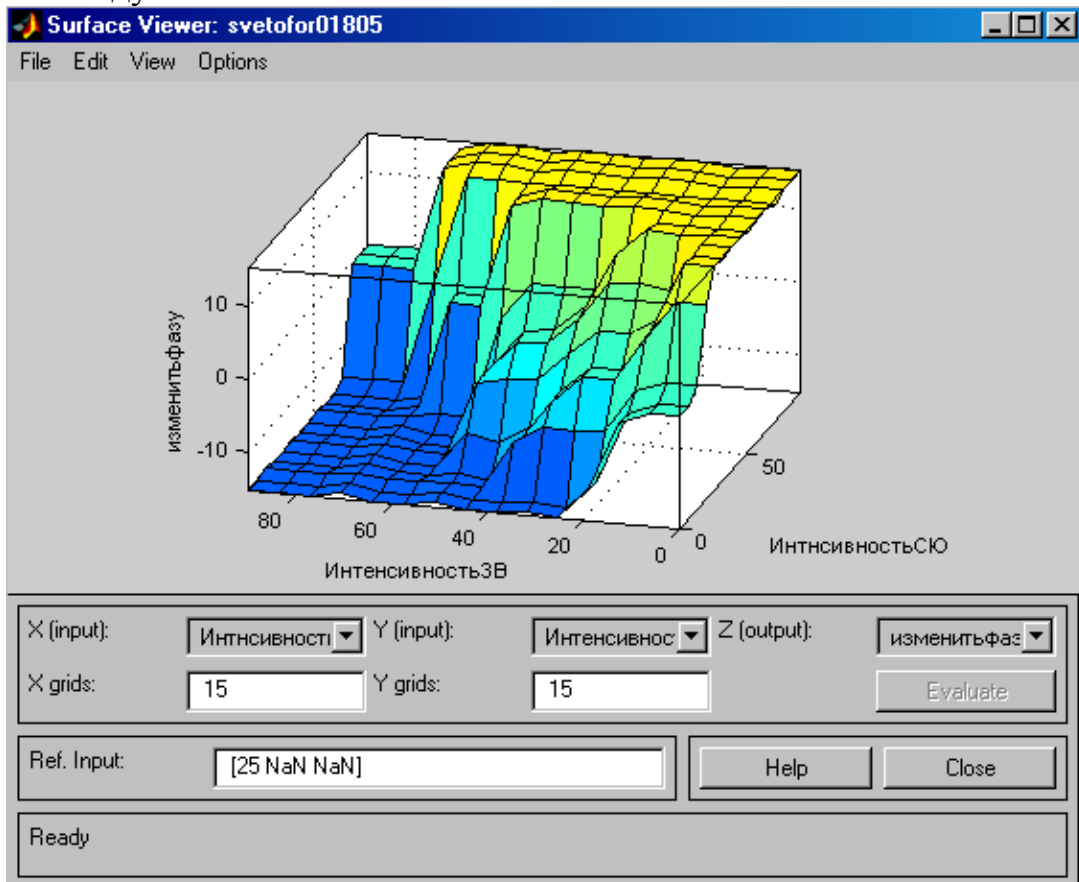 Surface Viewer: svetofor01805
File Edit View Options
10
0
-10
изменитьфазу
80
60
40
20
0
0
50
ИнтенсивностьЗВ
ИнтнсивностьСЮ
X (input): Интнсивность Y (input): Интенсивнос Z (output): изменитьфаз
X grids: 15 Y grids: 15 Evaluate
Ref. Input: [25 NaN NaN] Help Close
Ready